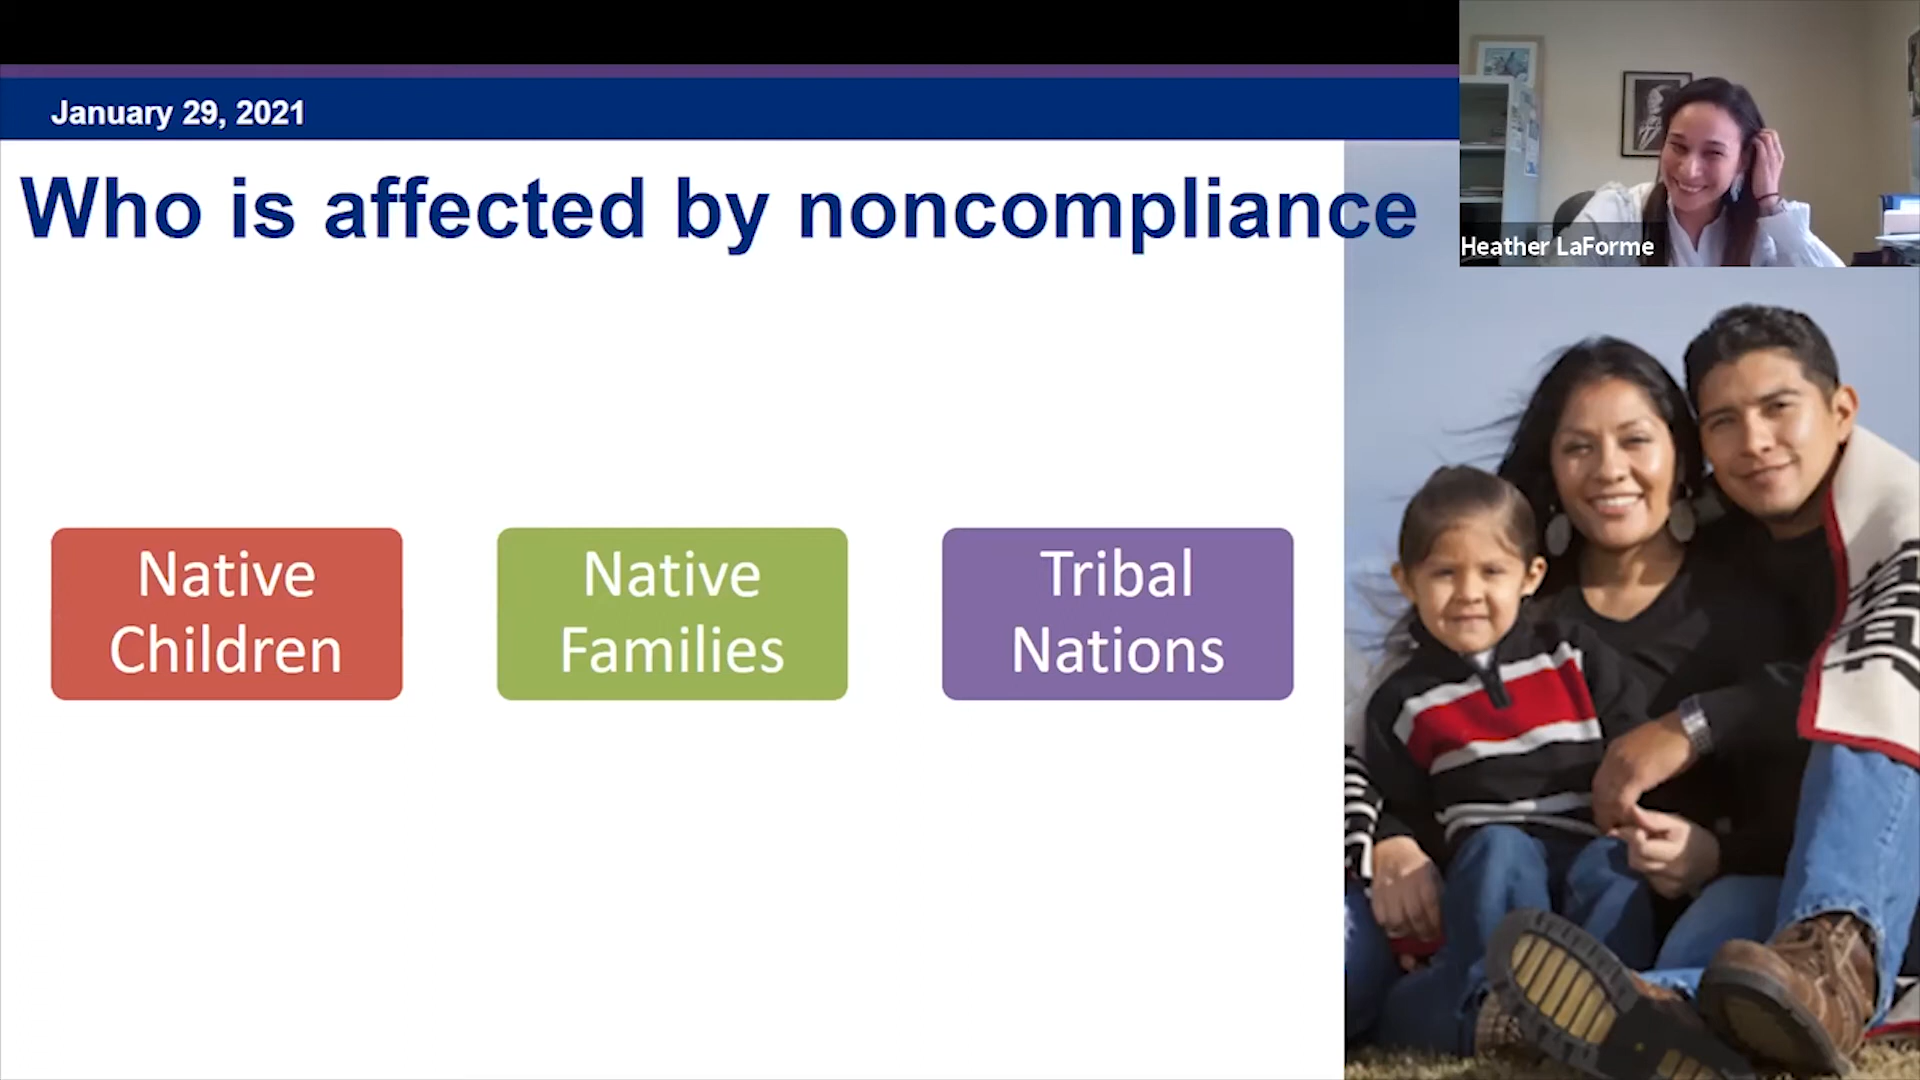 January 29, 2021
Who is affected by noncompliance
Heather LaForme
Native
Children
Native
Families
Tribal
Nations